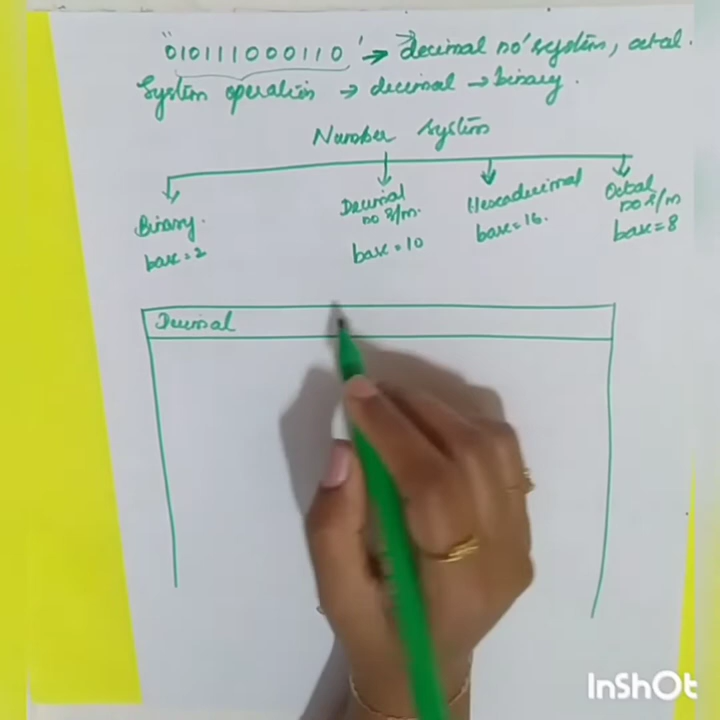 "010111000110' → decimal no' system, octal.
System operation → decimal → binary.
Number system
Binary. Decimal no s/m. Hexadecimal Octal no s/m
base=2 base=10 base=16. base=8
Decimal
InShOt